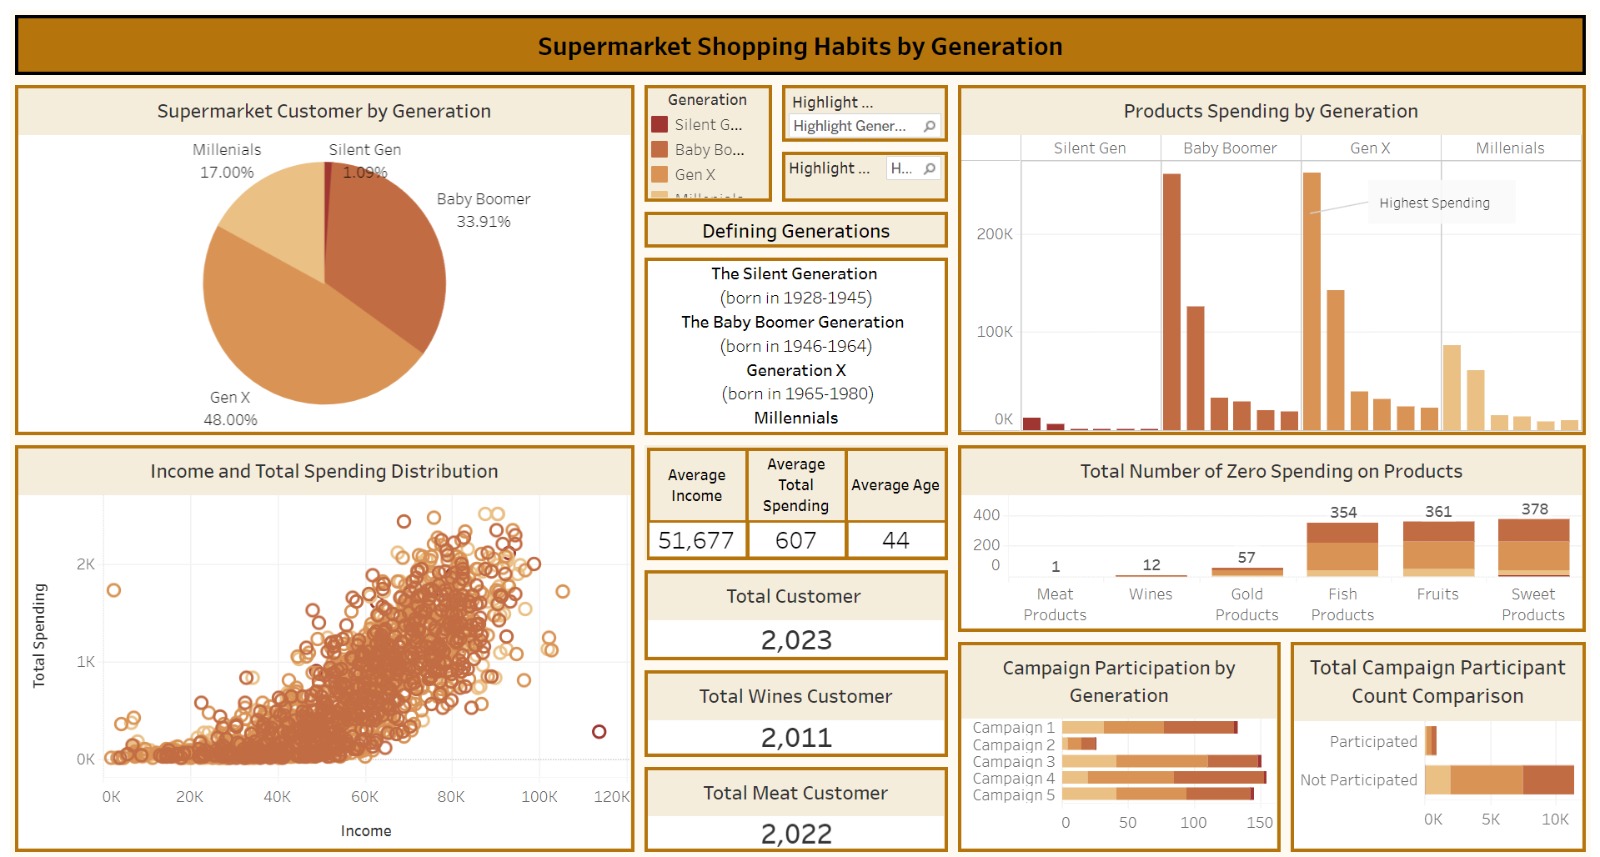 Supermarket Shopping Habits by Generation
Supermarket Customer by Generation
Millenials
17.00%
Silent Gen
1.09%
Baby Boomer
33.91%
Gen X
48.00%
Generation
Silent G...
Baby Bo...
Gen X
Millenials
Highlight ...
Highlight Gener...
Highlight ...
H...
Defining Generations
The Silent Generation
(born in 1928-1945)
The Baby Boomer Generation
(born in 1946-1964)
Generation X
(born in 1965-1980)
Millennials
Products Spending by Generation
Silent Gen
Baby Boomer
Gen X
Millenials
Highest Spending
200K
100K
0K
Income and Total Spending Distribution
Total Spending
2K
1K
0K
0K
20K
40K
60K
80K
100K
120K
Income
Average Income
Average Total Spending
Average Age
51,677
607
44
Total Customer
2,023
Total Wines Customer
2,011
Total Meat Customer
2,022
Total Number of Zero Spending on Products
400
200
0
1
12
57
354
361
378
Meat Products
Wines
Gold Products
Fish Products
Fruits
Sweet Products
Campaign Participation by Generation
Campaign 1
Campaign 2
Campaign 3
Campaign 4
Campaign 5
0
50
100
150
Total Campaign Participant Count Comparison
Participated
Not Participated
0K
5K
10K